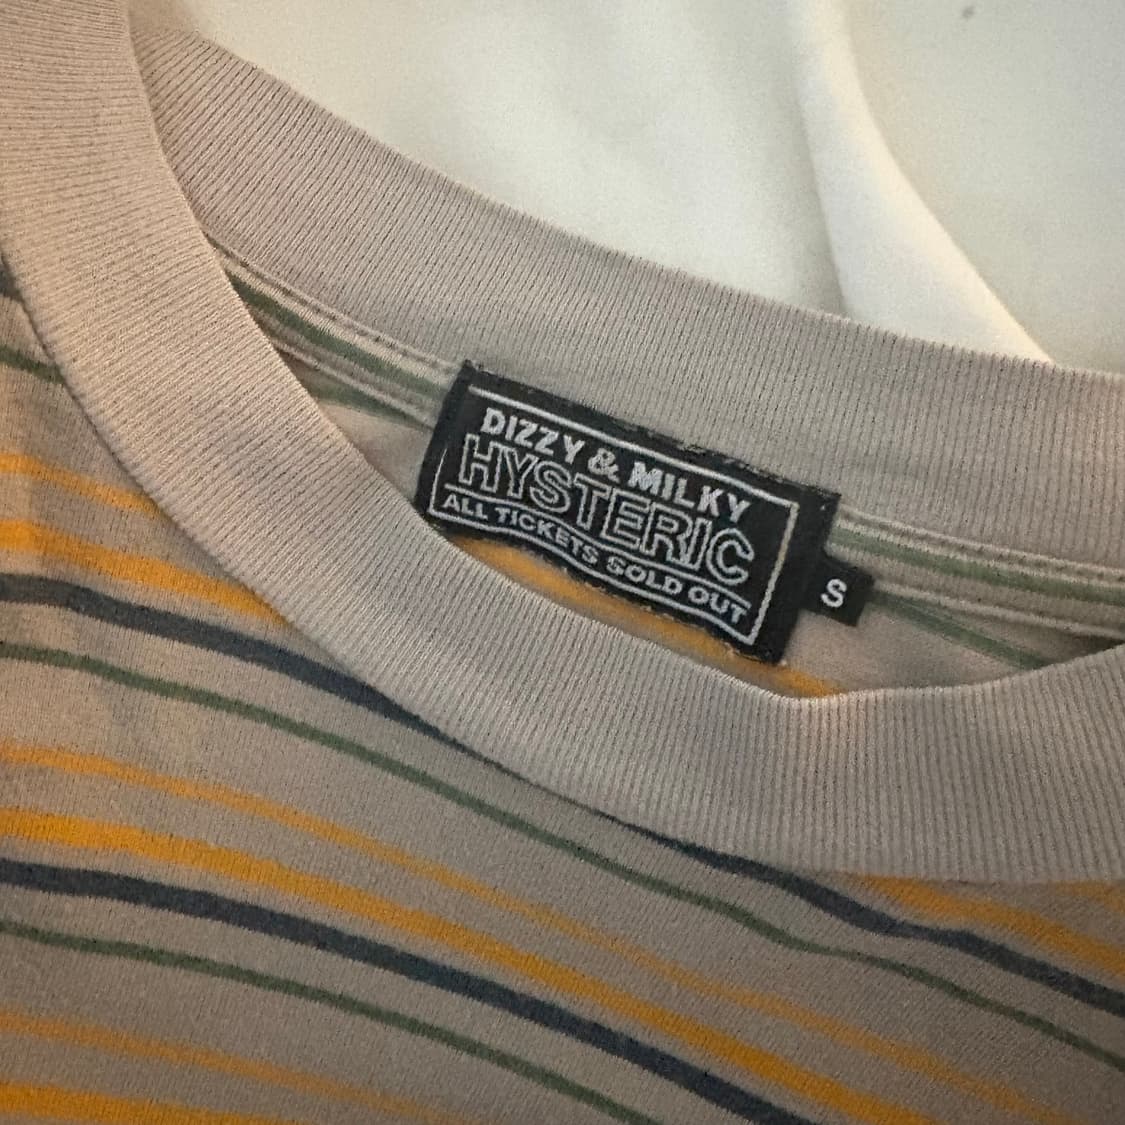 DIZZY & MILKY
HYSTERIC
ALL TICKETS SOLD OUT
S